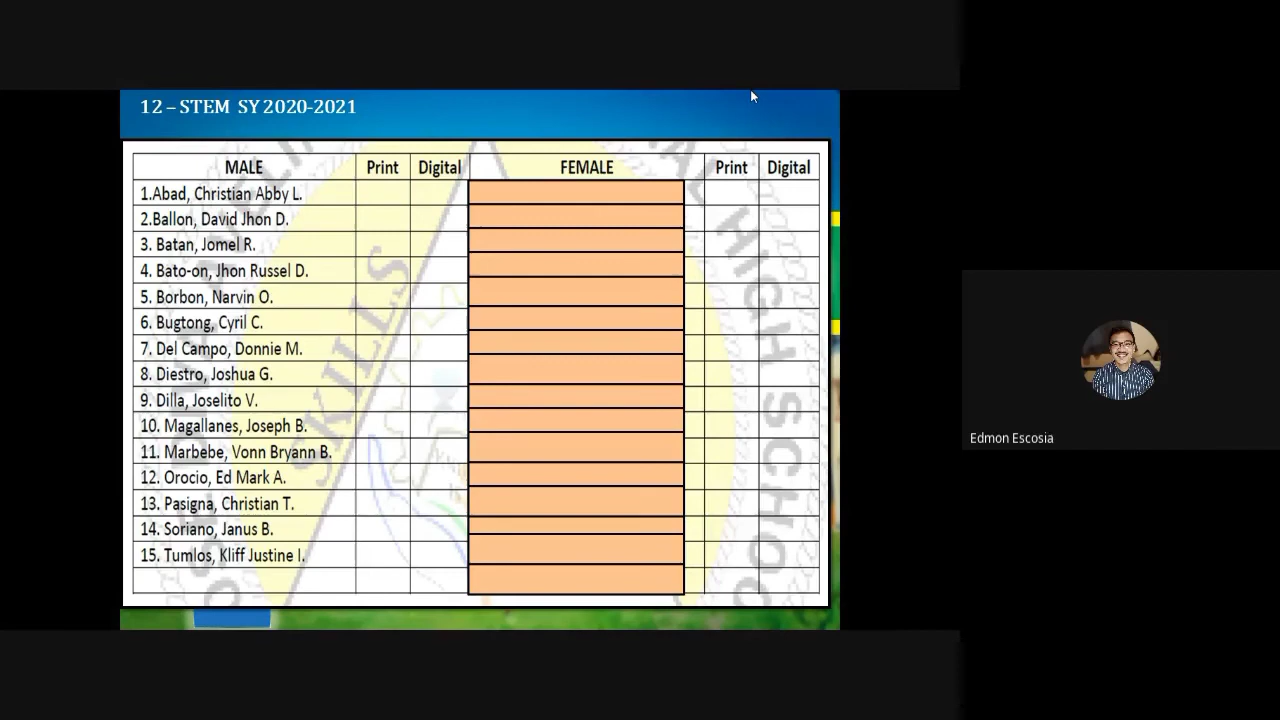 12 – STEM SY 2020-2021
MALE Print Digital FEMALE Print Digital
1.Abad, Christian Abby L.
2.Ballon, David Jhon D.
3. Batan, Jomel R.
4. Bato-on, Jhon Russel D.
5. Borbon, Narvin O.
6. Bugtong, Cyril C.
7. Del Campo, Donnie M.
8. Diestro, Joshua G.
9. Dilla, Joselito V.
10. Magallanes, Joseph B.
11. Marbebe, Vonn Bryann B.
12. Orocio, Ed Mark A.
13. Pasigna, Christian T.
14. Soriano, Janus B.
15. Tumlos, Kliff Justine I.
SKILLS
HIGH SCHOO
Edmon Escosia